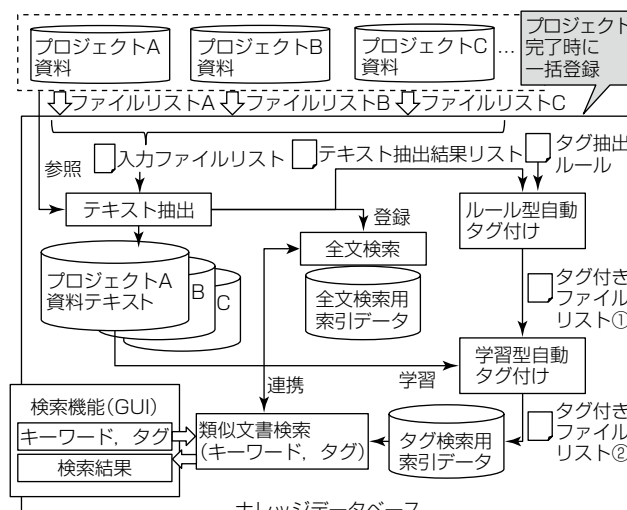 プロジェクトA
資料
プロジェクトB
資料
プロジェクトC
資料
…
プロジェクト
完了時に
一括登録
ファイルリストA
ファイルリストB
ファイルリストC
参照
入力ファイルリスト
テキスト抽出結果リスト
タグ抽出
ルール
テキスト抽出
登録
ルール型自動
タグ付け
全文検索
プロジェクトA
資料テキスト
B
C
全文検索用
索引データ
タグ付き
ファイル
リスト①
学習型自動
タグ付け
連携
学習
検索機能(GUI)
キーワード，タグ
検索結果
類似文書検索
(キーワード，タグ)
タグ検索用
索引データ
タグ付き
ファイル
リスト②
ナレッジデータベース